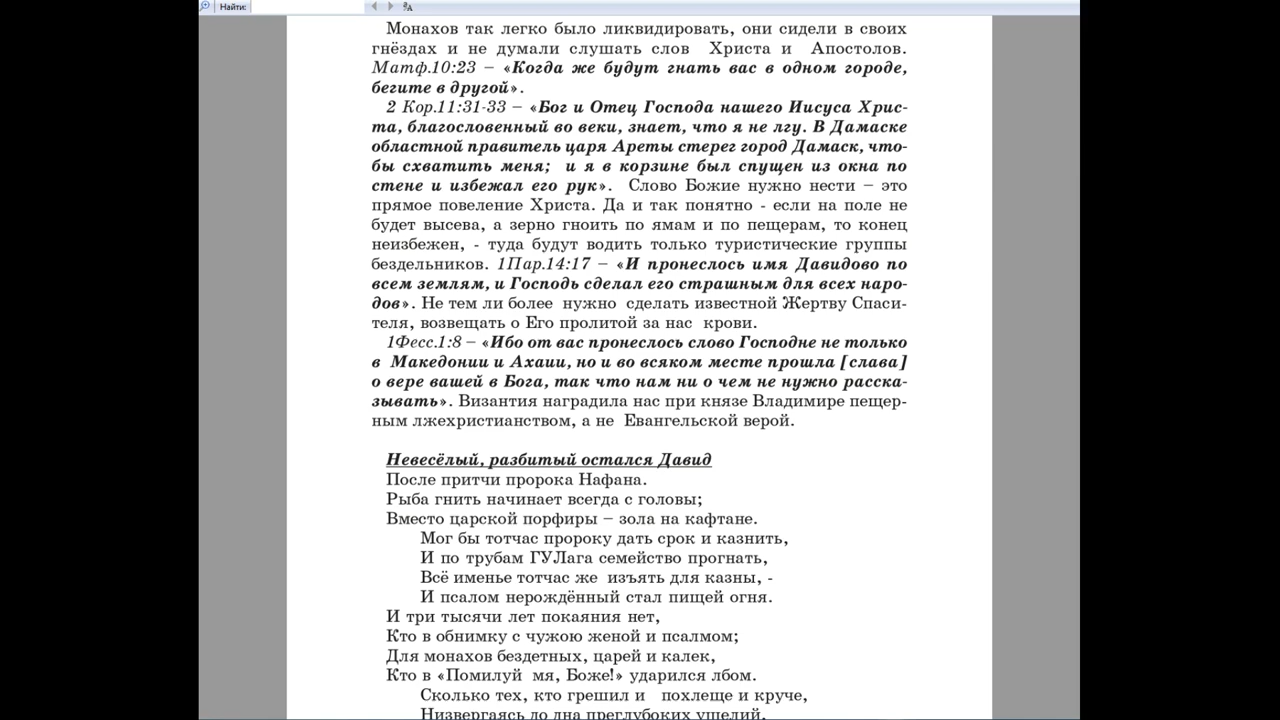 Найти:
Монахов так легко было ликвидировать, они сидели в своих
гнёздах и не думали слушать слов Христа и Апостолов.
Матф.10:23 – «Когда же будут гнать вас в одном городе,
бегите в другой».
2 Кор.11:31-33 – «Бог и Отец Господа нашего Иисуса Хрис-
та, благословенный во веки, знает, что я не лгу. В Дамаске
областной правитель царя Ареты стерег город Дамаск, что-
бы схватить меня; и я в корзине был спущен из окна по
стене и избежал его рук». Слово Божие нужно нести – это
прямое повеление Христа. Да и так понятно - если на поле не
будет высева, а зерно гноить по ямам и по пещерам, то конец
неизбежен, - туда будут водить только туристические группы
бездельников. 1Пар.14:17 – «И пронеслось имя Давидово по
всем землям, и Господь сделал его страшным для всех наро-
дов». Не тем ли более нужно сделать известной Жертву Спаси-
теля, возвещать о Его пролитой за нас крови.
1Фесс.1:8 – «Ибо от вас пронеслось слово Господне не только
в Македонии и Ахаии, но и во всяком месте прошла [слава]
о вере вашей в Бога, так что нам ни о чем не нужно расска-
зывать». Византия наградила нас при князе Владимире пещер-
ным лжехристианством, а не Евангельской верой.
Невесёлый, разбитый остался Давид
После притчи пророка Нафана.
Рыба гнить начинает всегда с головы;
Вместо царской порфиры – зола на кафтане.
Мог бы тотчас пророку дать срок и казнить,
И по трубам ГУЛага семейство прогнать,
Всё именье тотчас же изъять для казны, -
И псалом нерождённый стал пищей огня.
И три тысячи лет покаяния нет,
Кто в обнимку с чужою женой и псалмом;
Для монахов бездетных, царей и калек,
Кто в «Помилуй мя, Боже!» ударился лбом.
Сколько тех, кто грешил и похлеще и круче,
Низвергаясь до дна преглубоких ущелий,